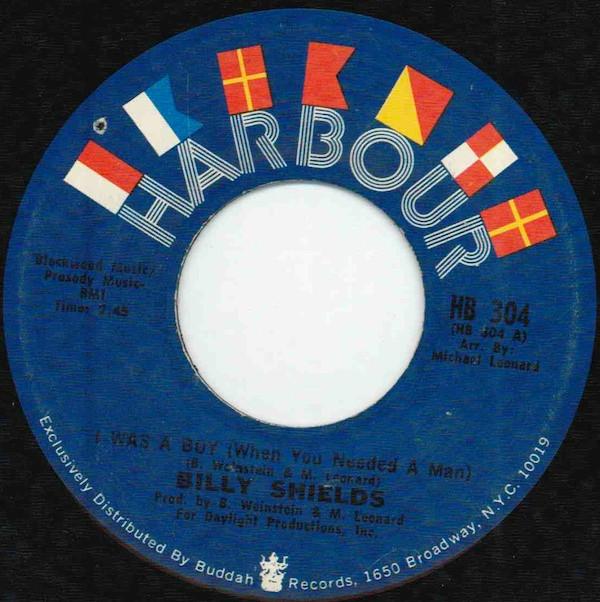 HARBOUR
Blackwood Music/
Prosody Music-
BMI
Time: 2:45
HB 304
(HB 304 A)
Arr. By:
Michael Leonard
I WAS A BOY (When You Needed A Man)
(B. Weinstein & M. Leonard)
BILLY SHIELDS
Prod. by B. Weinstein & M. Leonard
For Daylight Productions, Inc.
Exclusively Distributed By Buddah Records, 1650 Broadway, N.Y.C. 10019